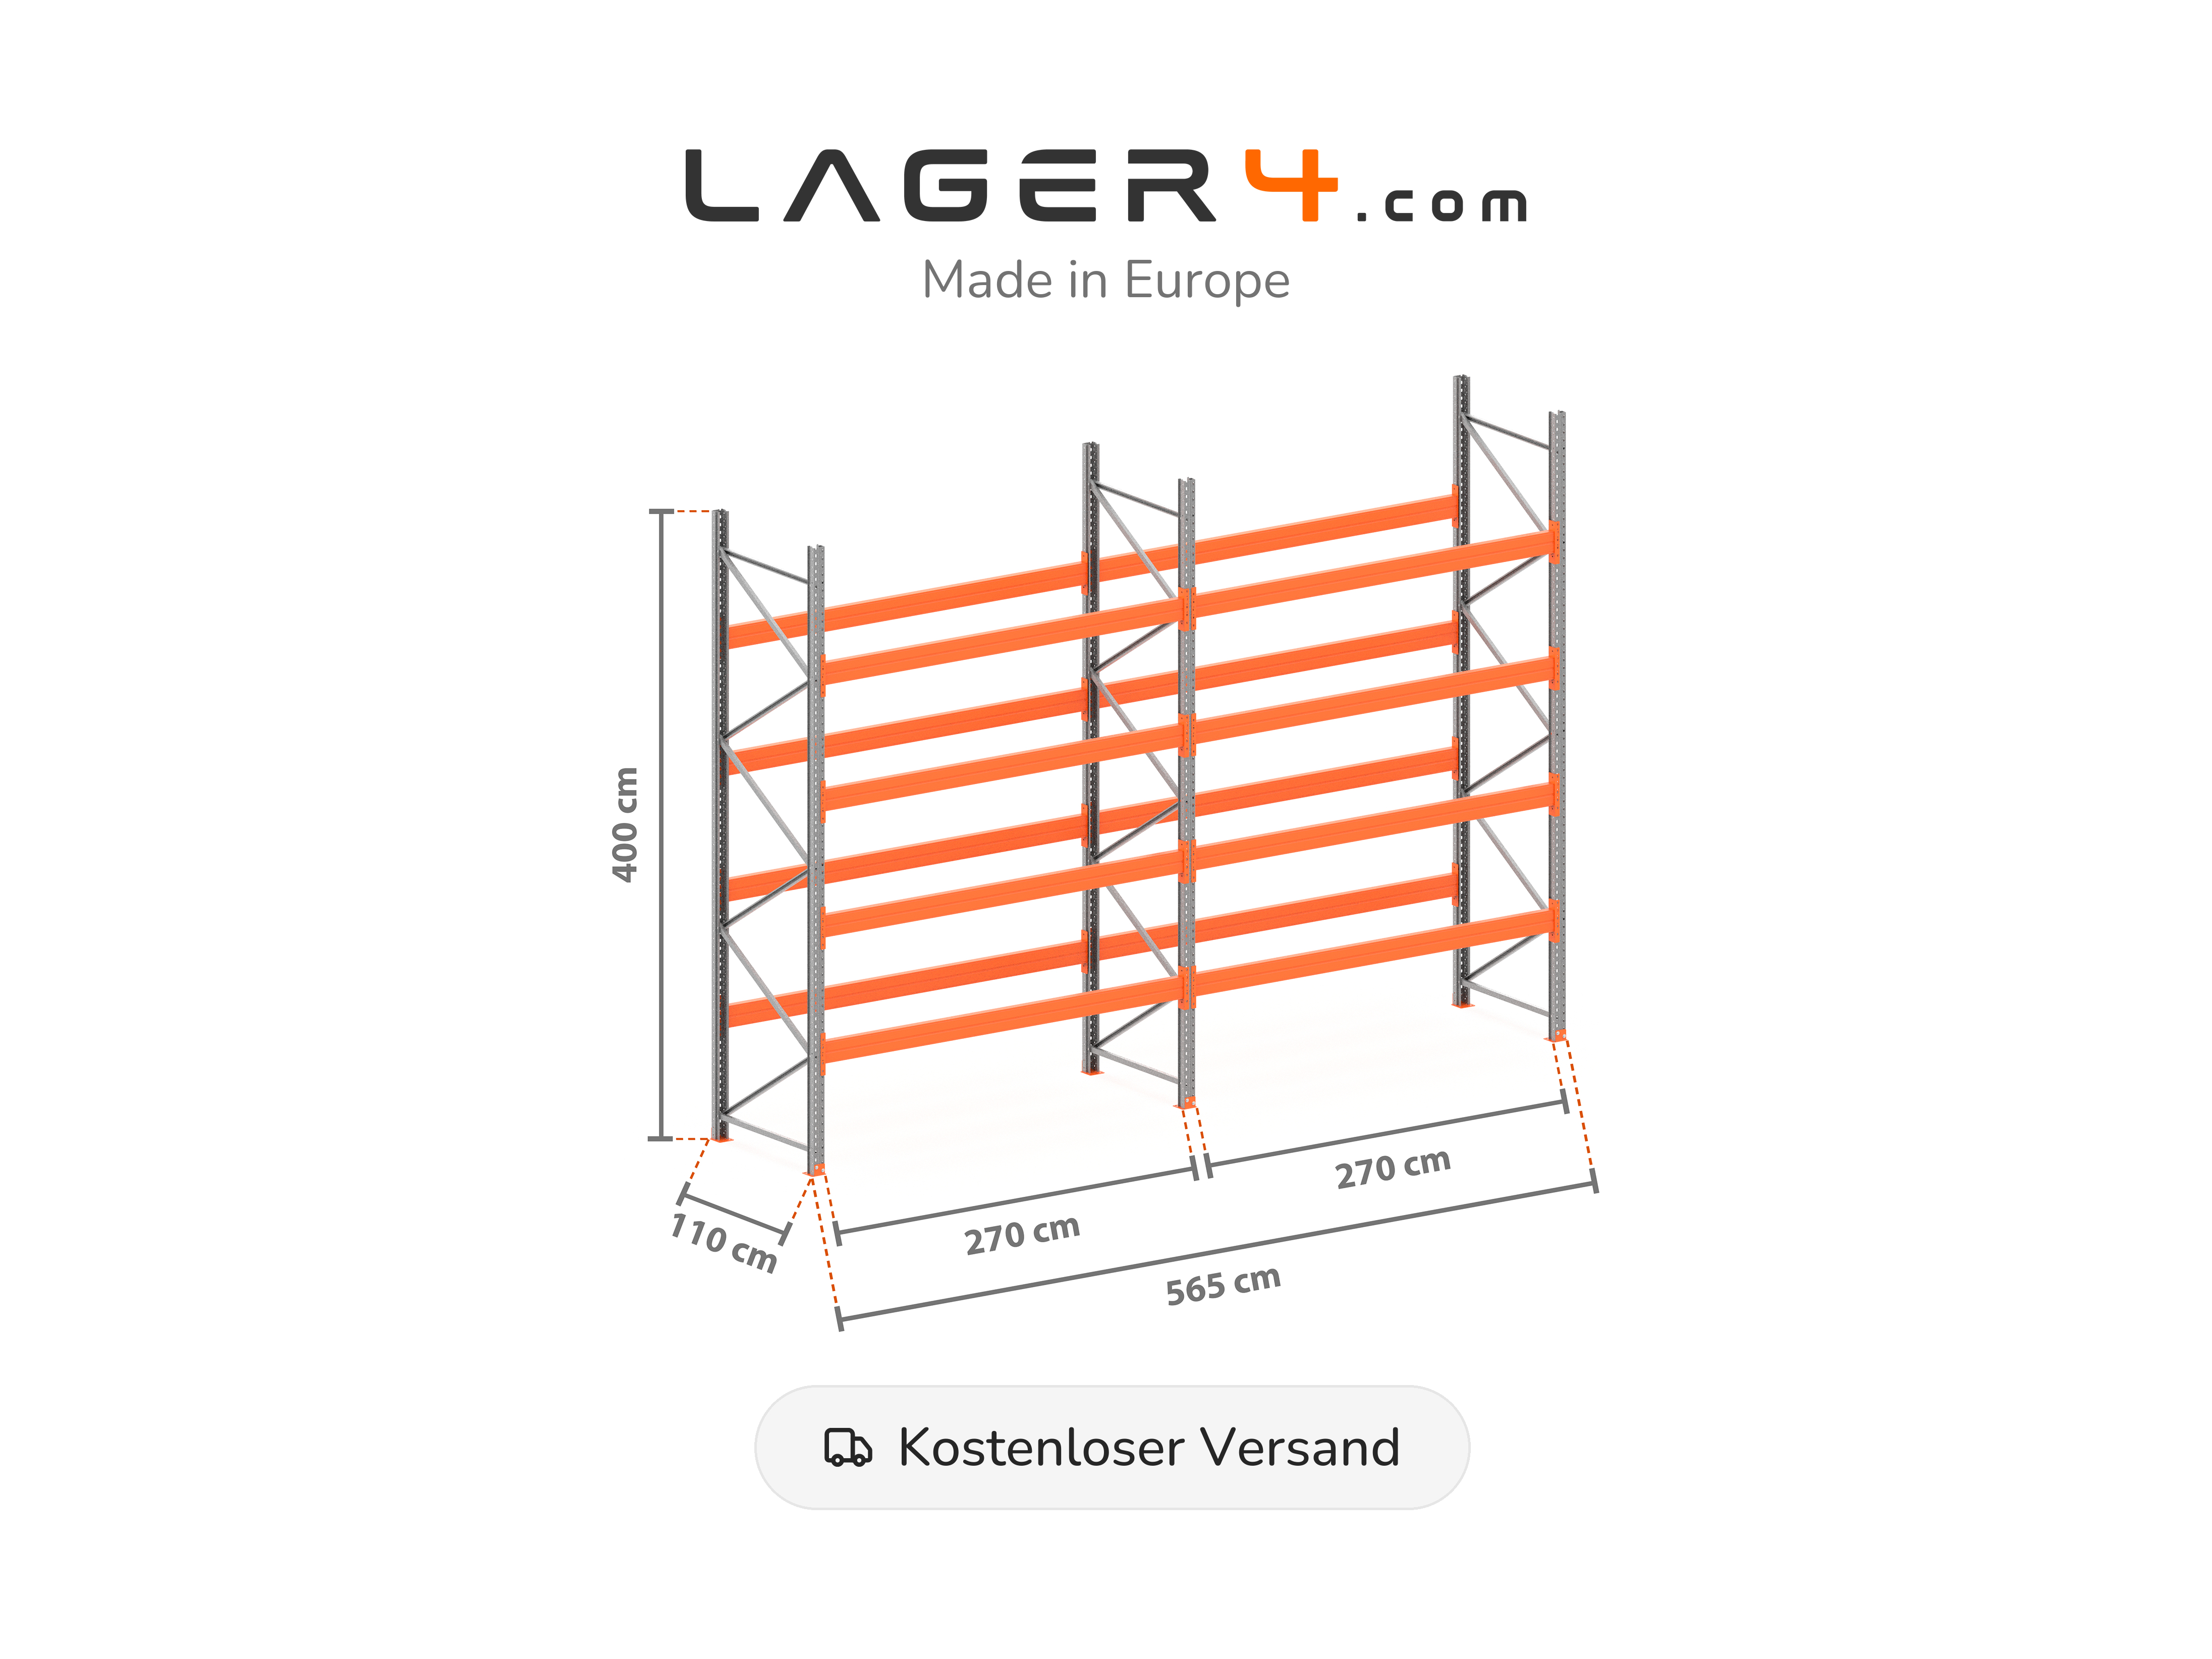 LAGER4.com
Made in Europe
400 cm
110 cm
270 cm
270 cm
565 cm
Kostenloser Versand